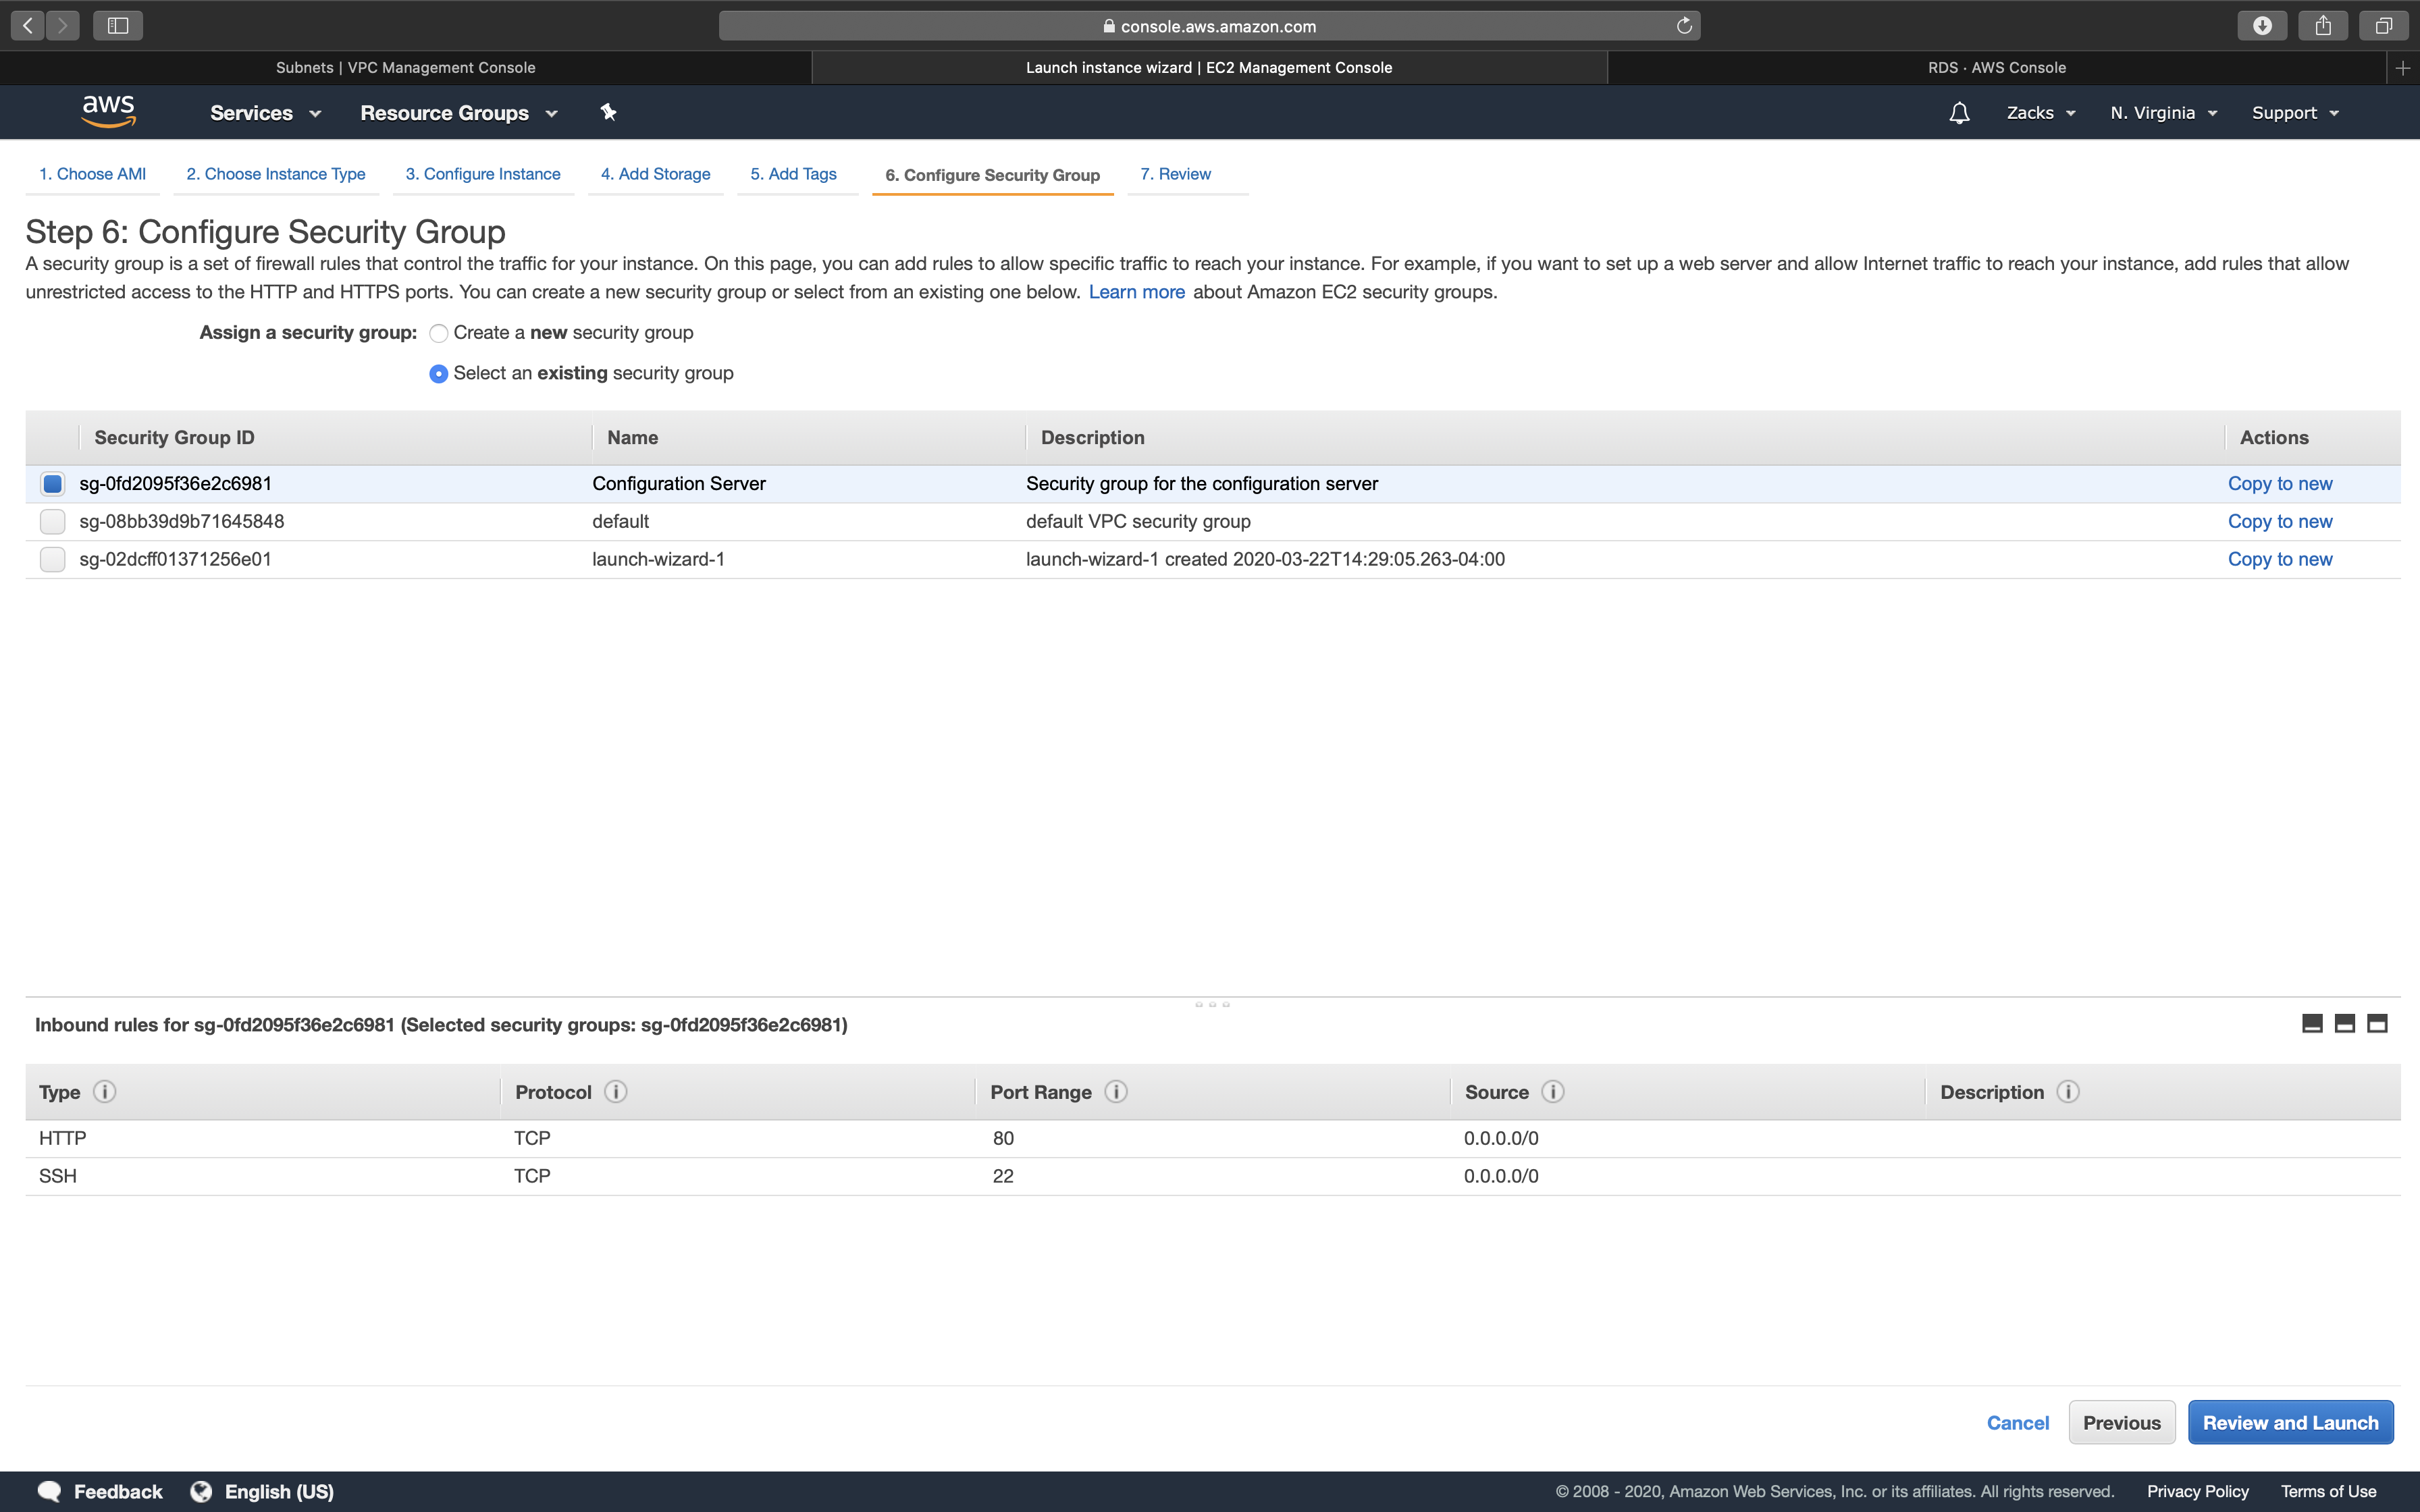 console.aws.amazon.com
Subnets | VPC Management Console
Launch instance wizard | EC2 Management Console
RDS · AWS Console
aws
Services
Resource Groups
Zacks
N. Virginia
Support
1. Choose AMI
2. Choose Instance Type
3. Configure Instance
4. Add Storage
5. Add Tags
6. Configure Security Group
7. Review
Step 6: Configure Security Group
A security group is a set of firewall rules that control the traffic for your instance. On this page, you can add rules to allow specific traffic to reach your instance. For example, if you want to set up a web server and allow Internet traffic to reach your instance, add rules that allow
unrestricted access to the HTTP and HTTPS ports. You can create a new security group or select from an existing one below. Learn more about Amazon EC2 security groups.
Assign a security group: Create a new security group
Select an existing security group
Security Group ID Name Description Actions
sg-0fd2095f36e2c6981 Configuration Server Security group for the configuration server Copy to new
sg-08bb39d9b71645848 default default VPC security group Copy to new
sg-02dcff01371256e01 launch-wizard-1 launch-wizard-1 created 2020-03-22T14:29:05.263-04:00 Copy to new
Inbound rules for sg-0fd2095f36e2c6981 (Selected security groups: sg-0fd2095f36e2c6981)
Type Protocol Port Range Source Description
HTTP TCP 80 0.0.0.0/0
SSH TCP 22 0.0.0.0/0
Cancel Previous Review and Launch
Feedback English (US) © 2008 - 2020, Amazon Web Services, Inc. or its affiliates. All rights reserved. Privacy Policy Terms of Use